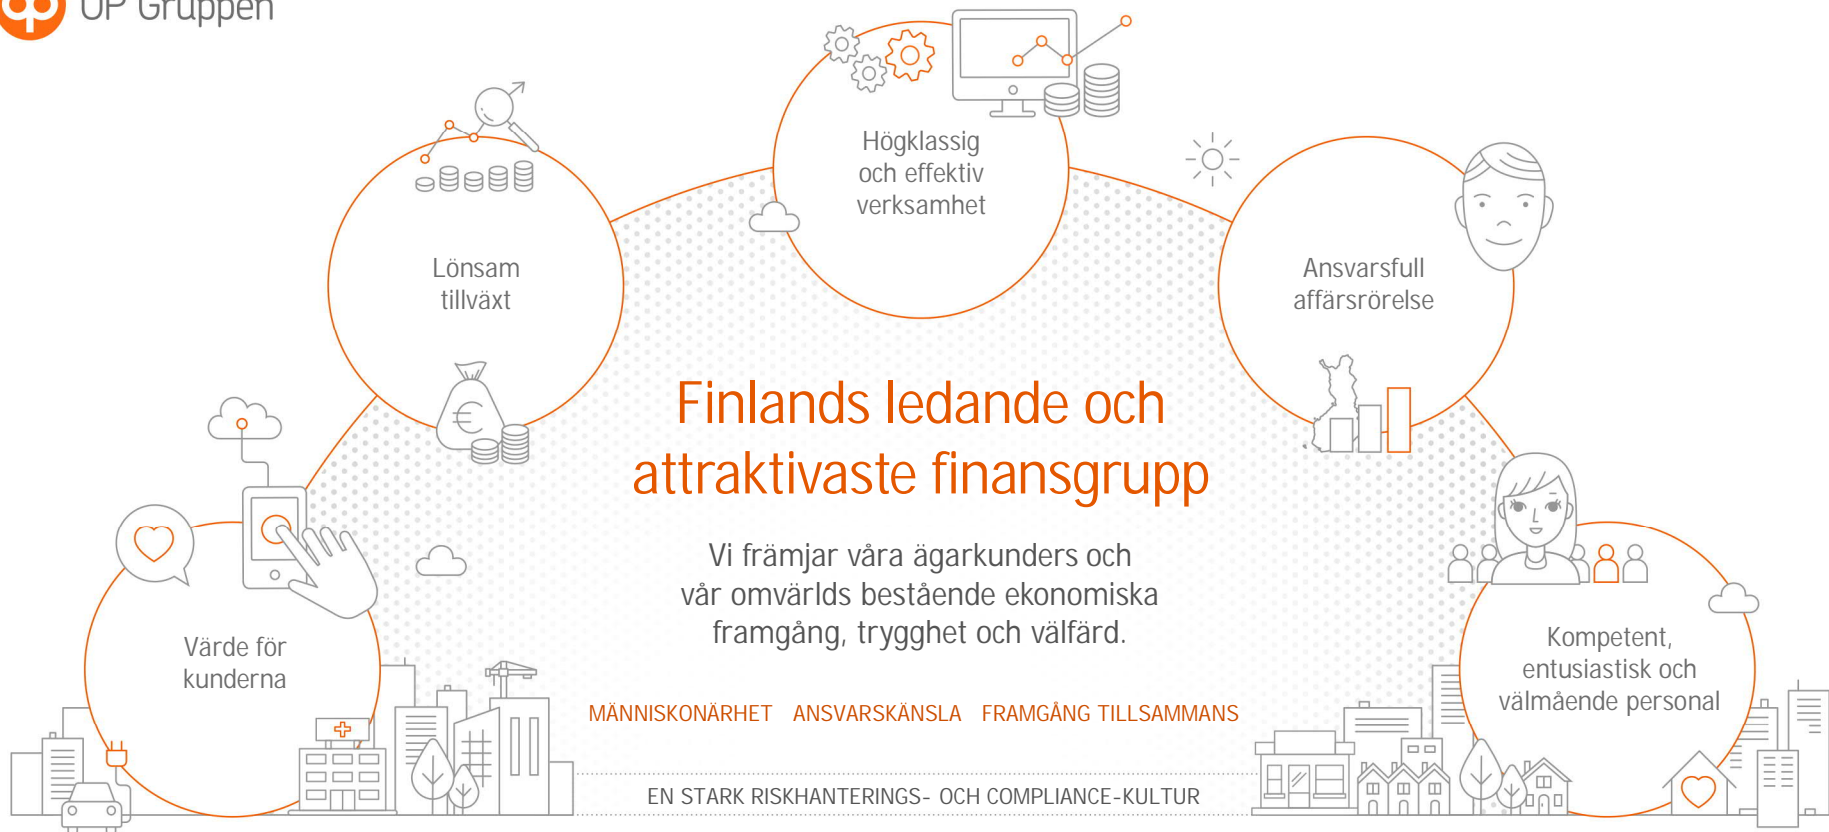 OP Gruppen
Högklassig
och effektiv
verksamhet
Lönsam
tillväxt
Ansvarsfull
affärsrörelse
Finlands ledande och
attraktivaste finansgrupp
Vi främjar våra ägarkunders och
vår omvärlds bestående ekonomiska
framgång, trygghet och välfärd.
Värde för
kunderna
Kompetent,
entusiastisk och
välmående personal
MÄNNISKONÄRHET ANSVARSKÄNSLA FRAMGÅNG TILLSAMMANS
EN STARK RISKHANTERINGS- OCH COMPLIANCE-KULTUR